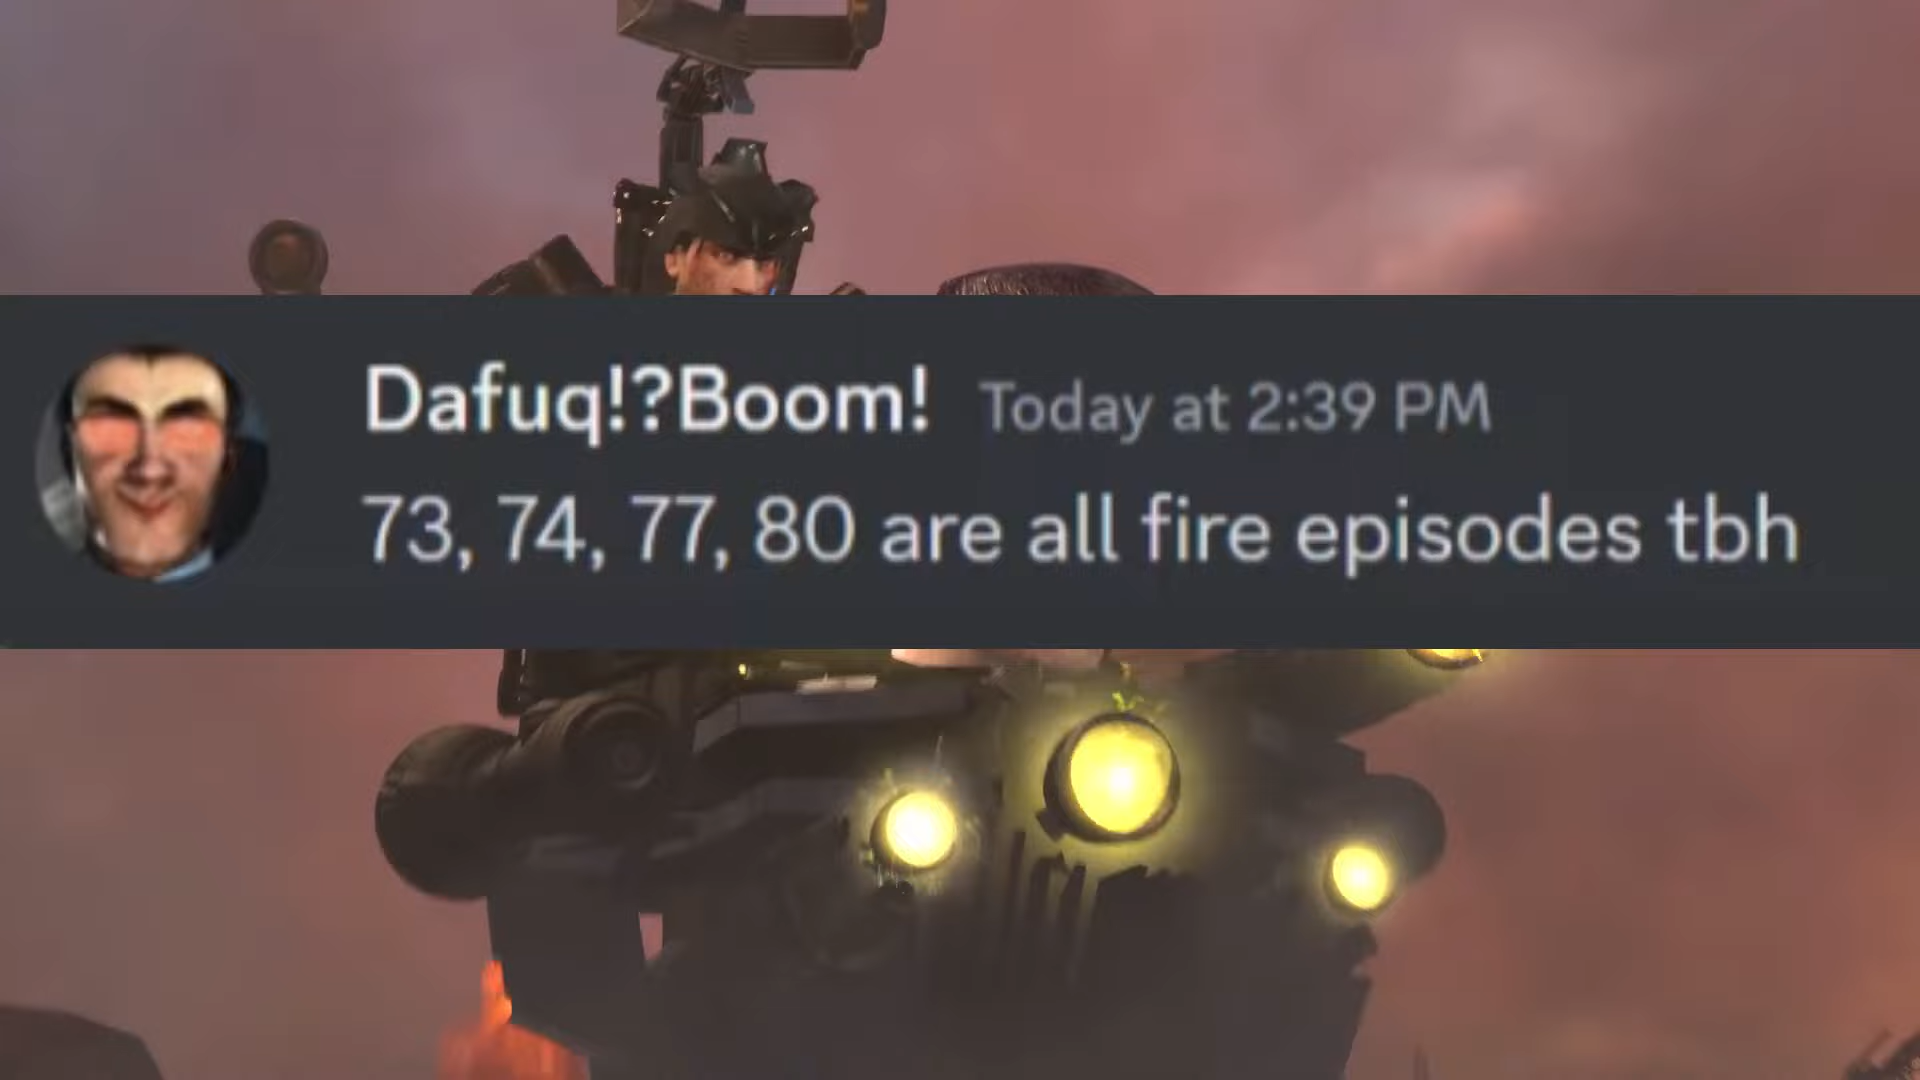 Dafuq!?Boom! Today at 2:39 PM
73, 74, 77, 80 are all fire episodes tbh